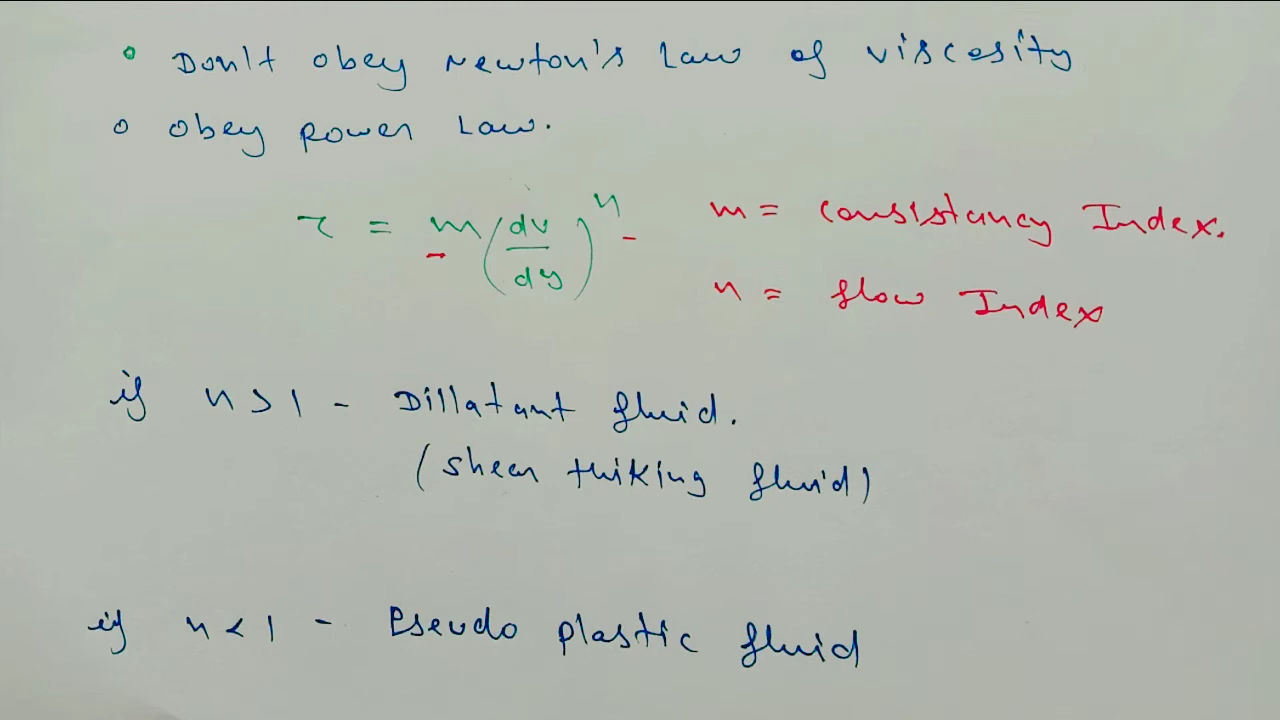 ° Don't obey Newton's Law of viscosity
° obey power Law.
τ = m (dv/dy)^n   m = consistancy Index.
n = flow Index
if n > 1 - Dillatant fluid.
(shear thiking fluid)
if n < 1 - Pseudo plastic fluid